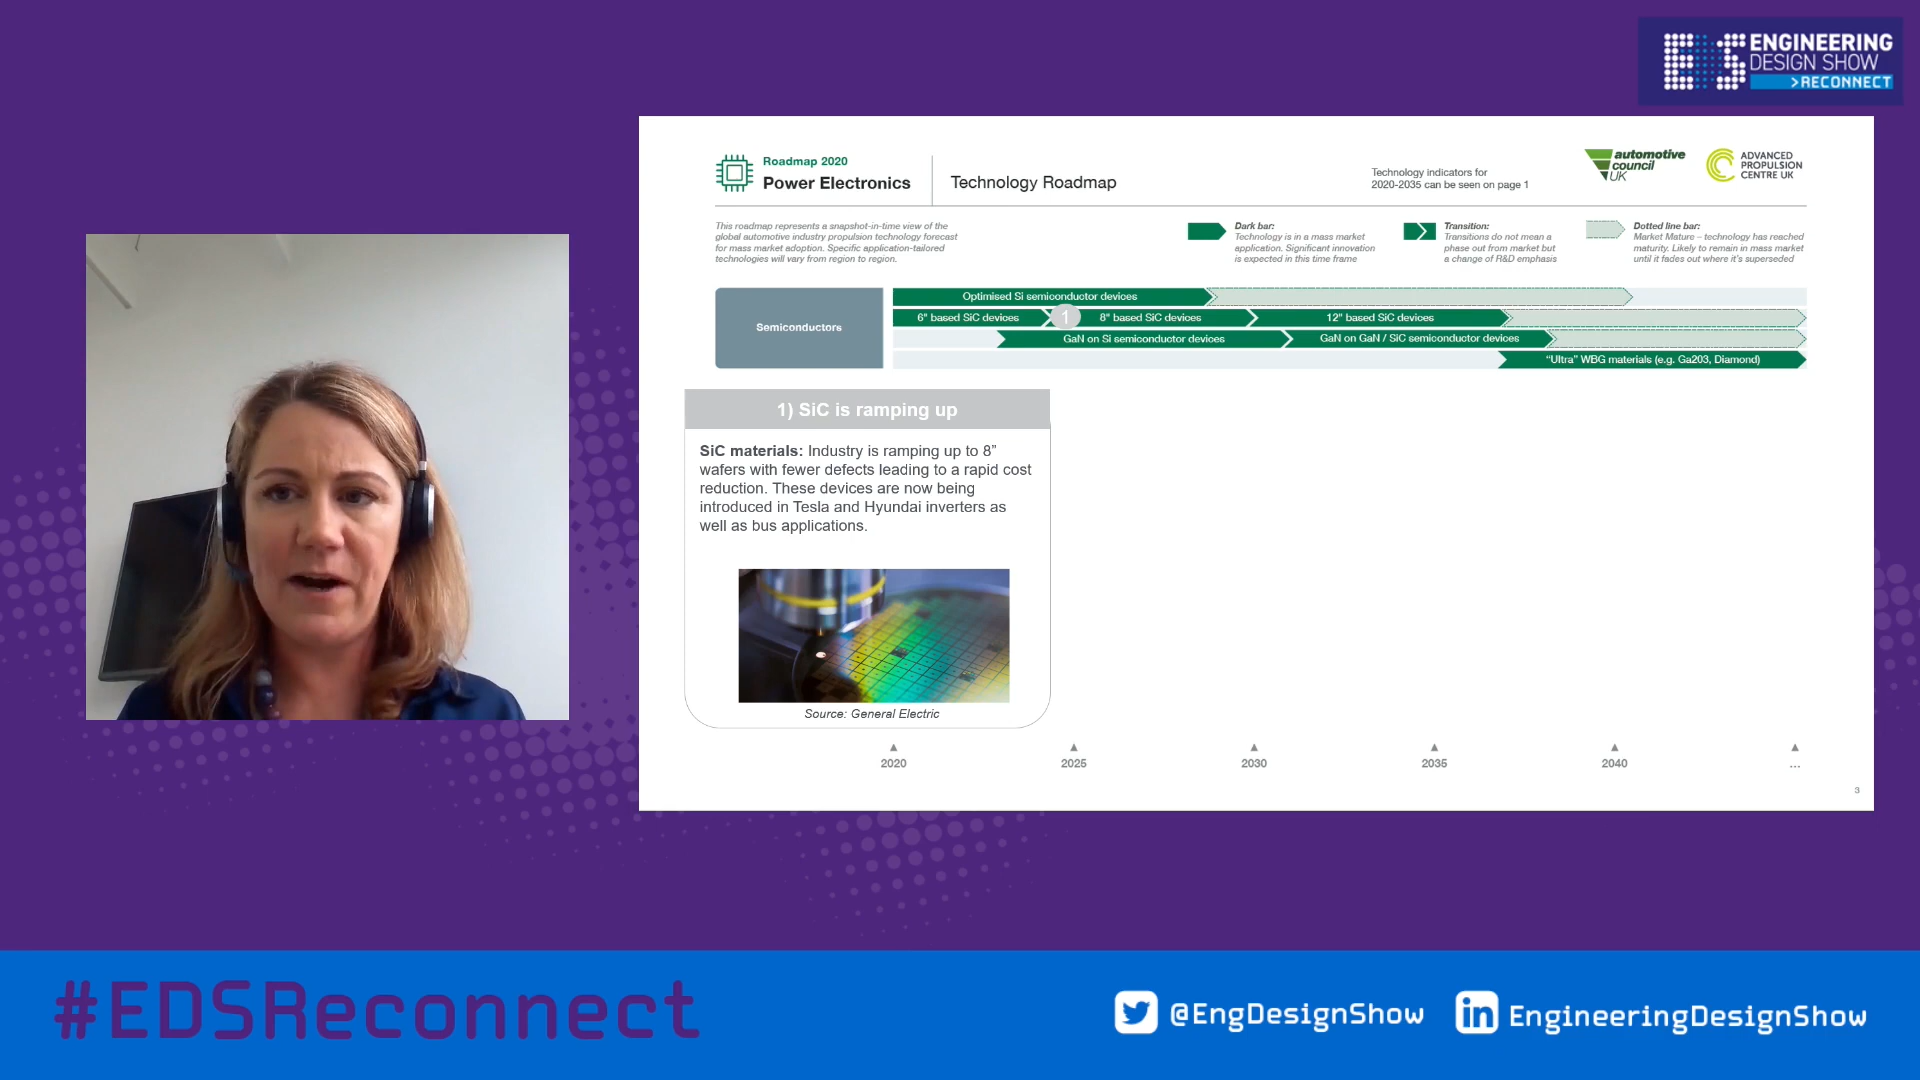 ENGINEERING
DESIGN SHOW
>RECONNECT
Roadmap 2020
Power Electronics
Technology Roadmap
Technology indicators for
2020-2035 can be seen on page 1
automotive
council
UK
ADVANCED
PROPULSION
CENTRE UK
This roadmap represents a snapshot-in-time view of the
global automotive industry propulsion technology forecast
for mass market adoption. Specific application-tailored
technologies will vary from region to region.
Dark bar:
Technology is in a mass market
application. Significant innovation
is expected in this time frame
Transition:
Transitions do not mean a
phase out from market but
a change of R&D emphasis
Dotted line bar:
Market Mature – technology has reached
maturity. Likely to remain in mass market
until it fades out where it's superseded
Semiconductors
Optimised Si semiconductor devices
6" based SiC devices
1
8" based SiC devices
12" based SiC devices
GaN on Si semiconductor devices
GaN on GaN / SiC semiconductor devices
“Ultra” WBG materials (e.g. Ga203, Diamond)
1) SiC is ramping up
SiC materials: Industry is ramping up to 8”
wafers with fewer defects leading to a rapid cost
reduction. These devices are now being
introduced in Tesla and Hyundai inverters as
well as bus applications.
Source: General Electric
2020
2025
2030
2035
2040
...
3
#EDSReconnect
@EngDesignShow
in EngineeringDesignShow